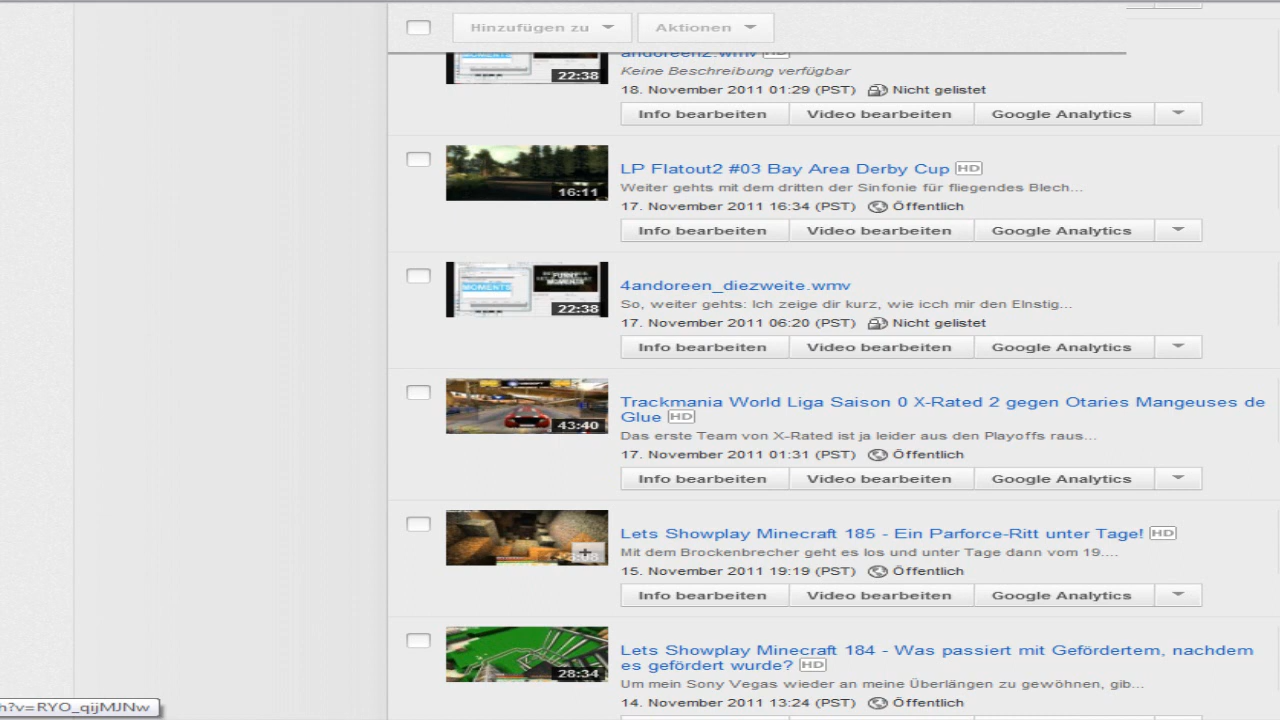 Hinzufügen zu
Aktionen
andoreen2.wmv HD
22:38
Keine Beschreibung verfügbar
18. November 2011 01:29 (PST) Nicht gelistet
Info bearbeiten Video bearbeiten Google Analytics
16:11
LP Flatout2 #03 Bay Area Derby Cup HD
Weiter gehts mit dem dritten der Sinfonie für fliegendes Blech...
17. November 2011 16:34 (PST) Öffentlich
Info bearbeiten Video bearbeiten Google Analytics
MOMENTS
FUNNY
MOMENTS
22:38
4andoreen_diezweite.wmv
So, weiter gehts: Ich zeige dir kurz, wie icch mir den EInstig...
17. November 2011 06:20 (PST) Nicht gelistet
Info bearbeiten Video bearbeiten Google Analytics
43:40
Trackmania World Liga Saison 0 X-Rated 2 gegen Otaries Mangeuses de
Glue HD
Das erste Team von X-Rated ist ja leider aus den Playoffs raus...
17. November 2011 01:31 (PST) Öffentlich
Info bearbeiten Video bearbeiten Google Analytics
Lets Showplay Minecraft 185 - Ein Parforce-Ritt unter Tage! HD
Mit dem Brockenbrecher geht es los und unter Tage dann vom 19....
15. November 2011 19:19 (PST) Öffentlich
Info bearbeiten Video bearbeiten Google Analytics
28:34
Lets Showplay Minecraft 184 - Was passiert mit Gefördertem, nachdem
es gefördert wurde? HD
Um mein Sony Vegas wieder an meine Überlängen zu gewöhnen, gib...
14. November 2011 13:24 (PST) Öffentlich
h?v=RYO_qijMJNw